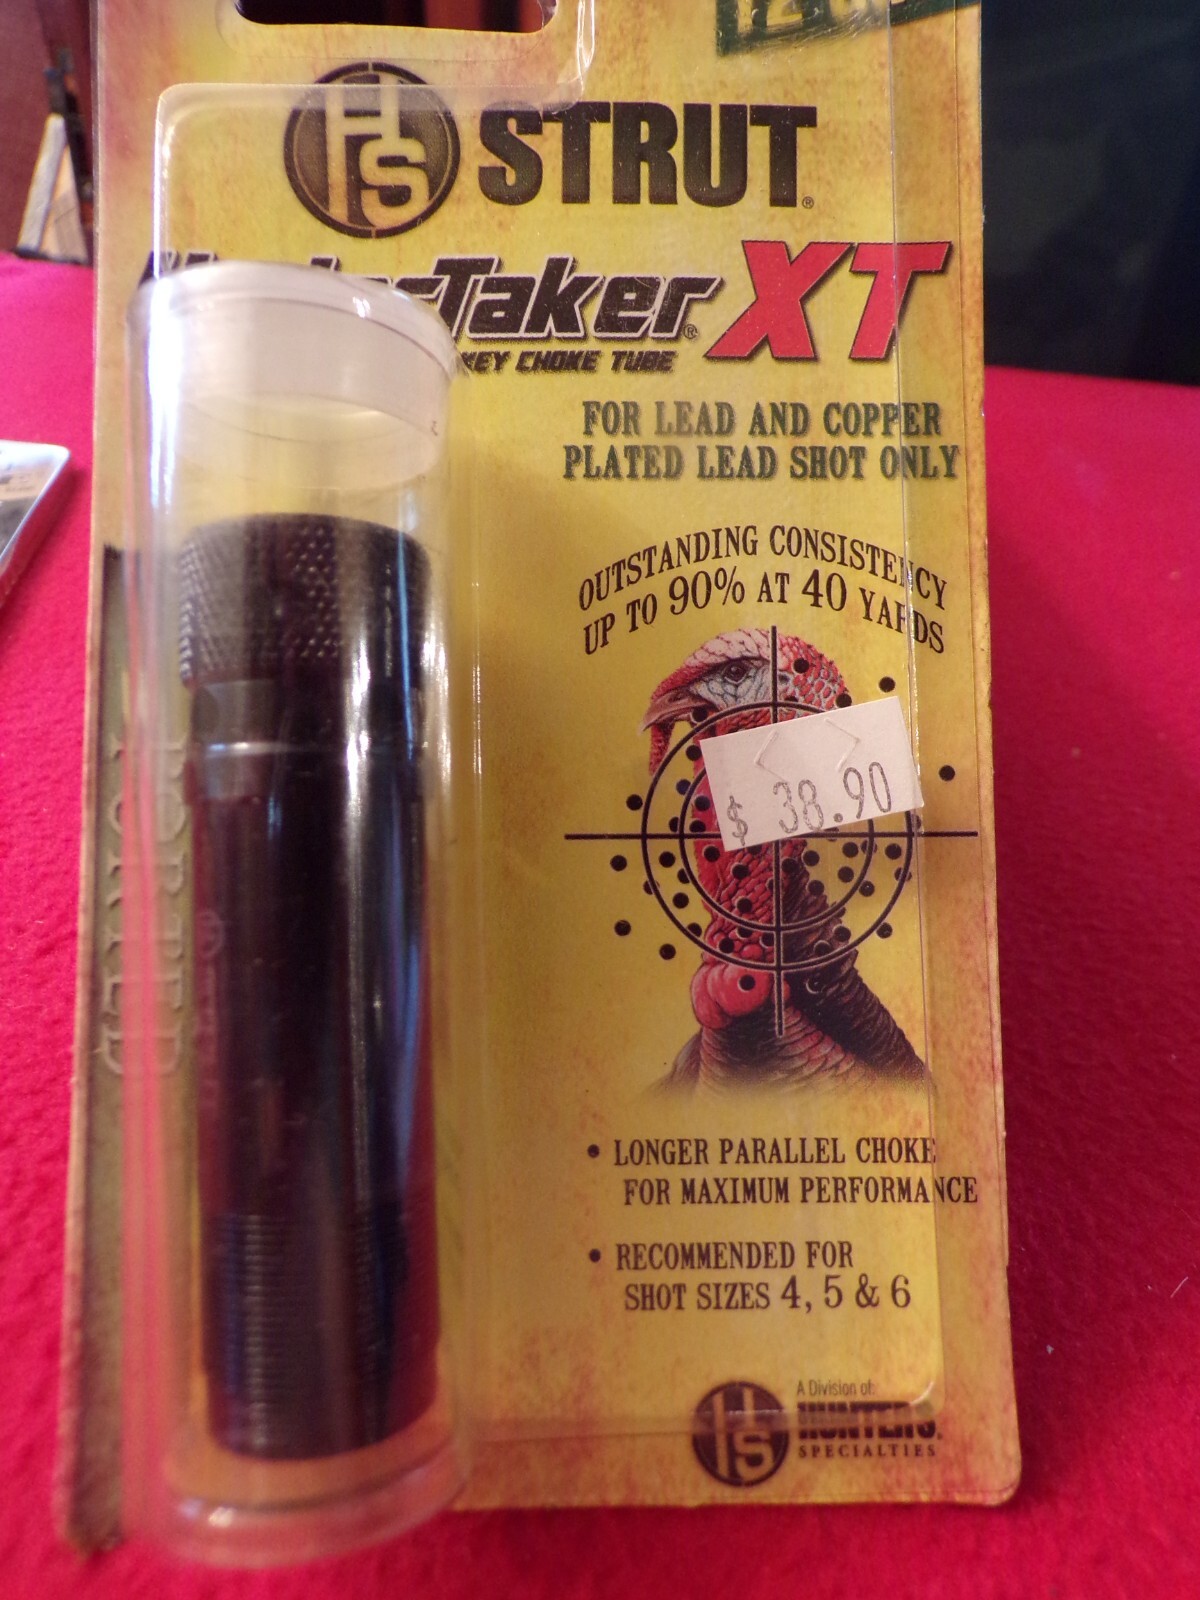 HS STRUT®
Taker® XT
KEY CHOKE TUBE
FOR LEAD AND COPPER
PLATED LEAD SHOT ONLY
OUTSTANDING CONSISTENCY
UP TO 90% AT 40 YARDS
$ 38.90
PORTED
• LONGER PARALLEL CHOKE
FOR MAXIMUM PERFORMANCE
• RECOMMENDED FOR
SHOT SIZES 4, 5 & 6
HS
A Division of:
HUNTERS
SPECIALTIES